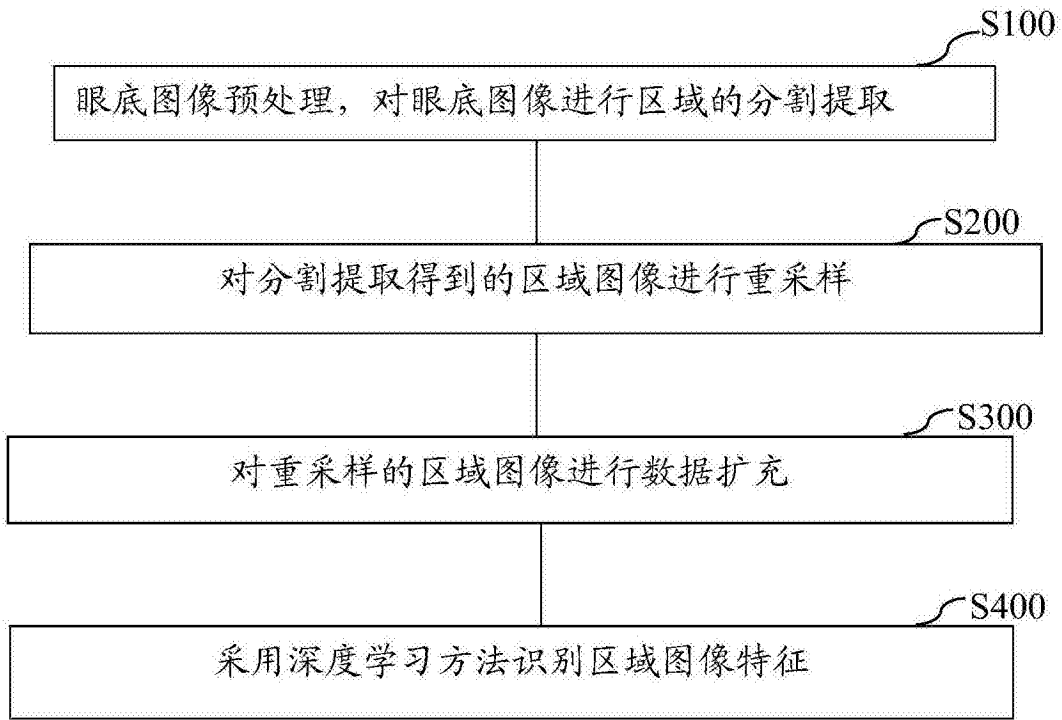 S100
眼底图像预处理，对眼底图像进行区域的分割提取
S200
对分割提取得到的区域图像进行重采样
S300
对重采样的区域图像进行数据扩充
S400
采用深度学习方法识别区域图像特征